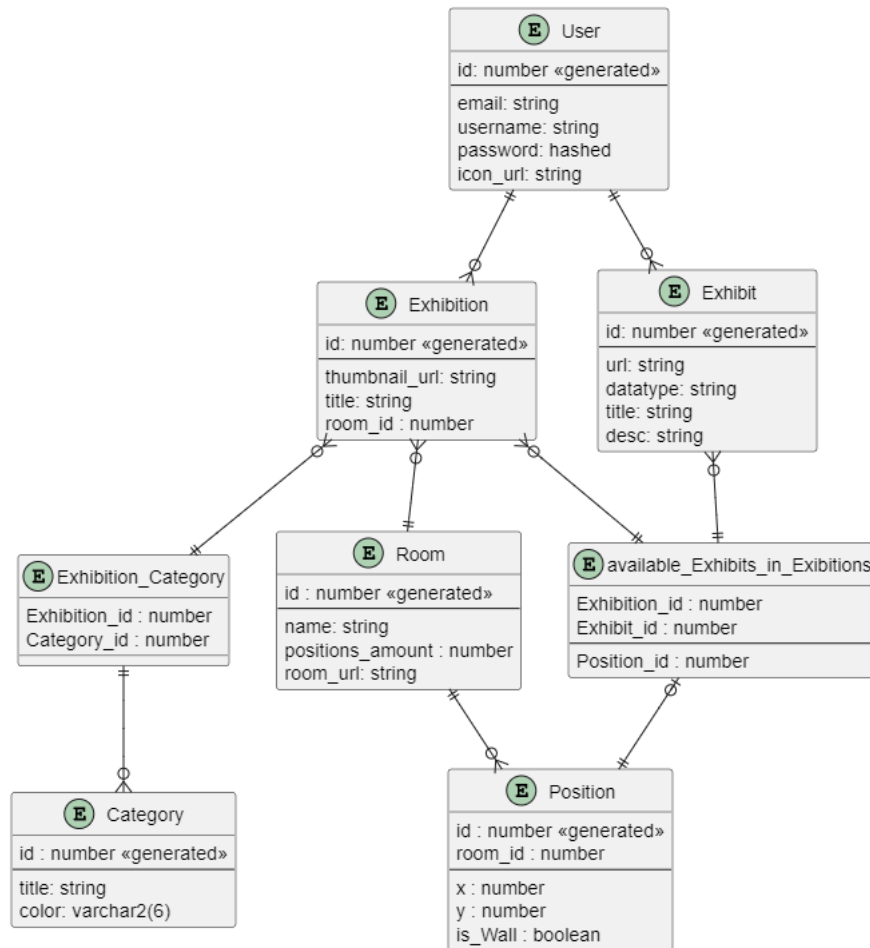 E User
id: number «generated»
email: string
username: string
password: hashed
icon_url: string
E Exhibition
id: number «generated»
thumbnail_url: string
title: string
room_id : number
E Exhibit
id: number «generated»
url: string
datatype: string
title: string
desc: string
E Exhibition_Category
Exhibition_id : number
Category_id : number
E Room
id : number «generated»
name: string
positions_amount : number
room_url: string
E available_Exhibits_in_Exibitions
Exhibition_id : number
Exhibit_id : number
Position_id : number
E Category
id : number «generated»
title: string
color: varchar2(6)
E Position
id : number «generated»
room_id : number
x : number
y : number
is_Wall : boolean